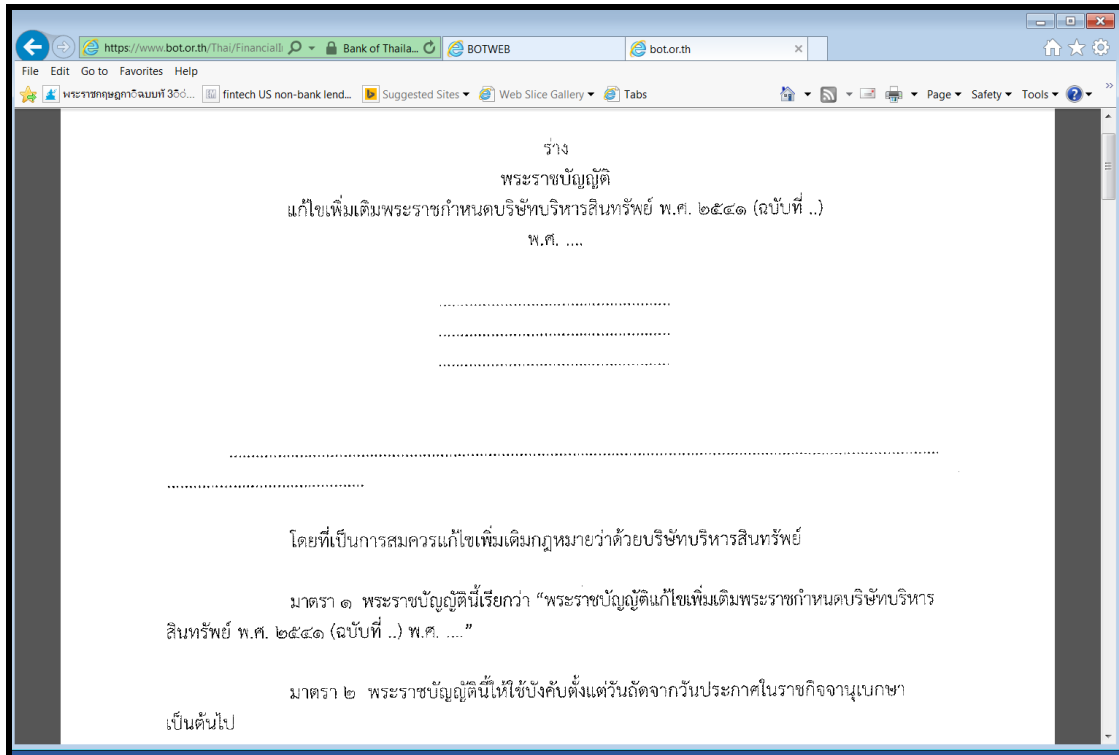 https://www.bot.or.th/Thai/Financiall Bank of Thaila... BOTWEB bot.or.th
File Edit Go to Favorites Help
fintech US non-bank lend... Suggested Sites Web Slice Gallery Tabs Page Safety Tools
ร่าง
พระราชบัญญัติ
แก้ไขเพิ่มเติมพระราชกำหนดบริษัทบริหารสินทรัพย์ พ.ศ. ๒๕๔๑ (ฉบับที่ ..)
พ.ศ. ....
โดยที่เป็นการสมควรแก้ไขเพิ่มเติมกฎหมายว่าด้วยบริษัทบริหารสินทรัพย์
มาตรา ๑ พระราชบัญญัตินี้เรียกว่า “พระราชบัญญัติแก้ไขเพิ่มเติมพระราชกำหนดบริษัทบริหาร
สินทรัพย์ พ.ศ. ๒๕๔๑ (ฉบับที่ ..) พ.ศ. ....”
มาตรา ๒ พระราชบัญญัตินี้ให้ใช้บังคับตั้งแต่วันถัดจากวันประกาศในราชกิจจานุเบกษา
เป็นต้นไป